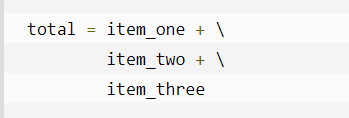 total = item_one + \
item_two + \
item_three